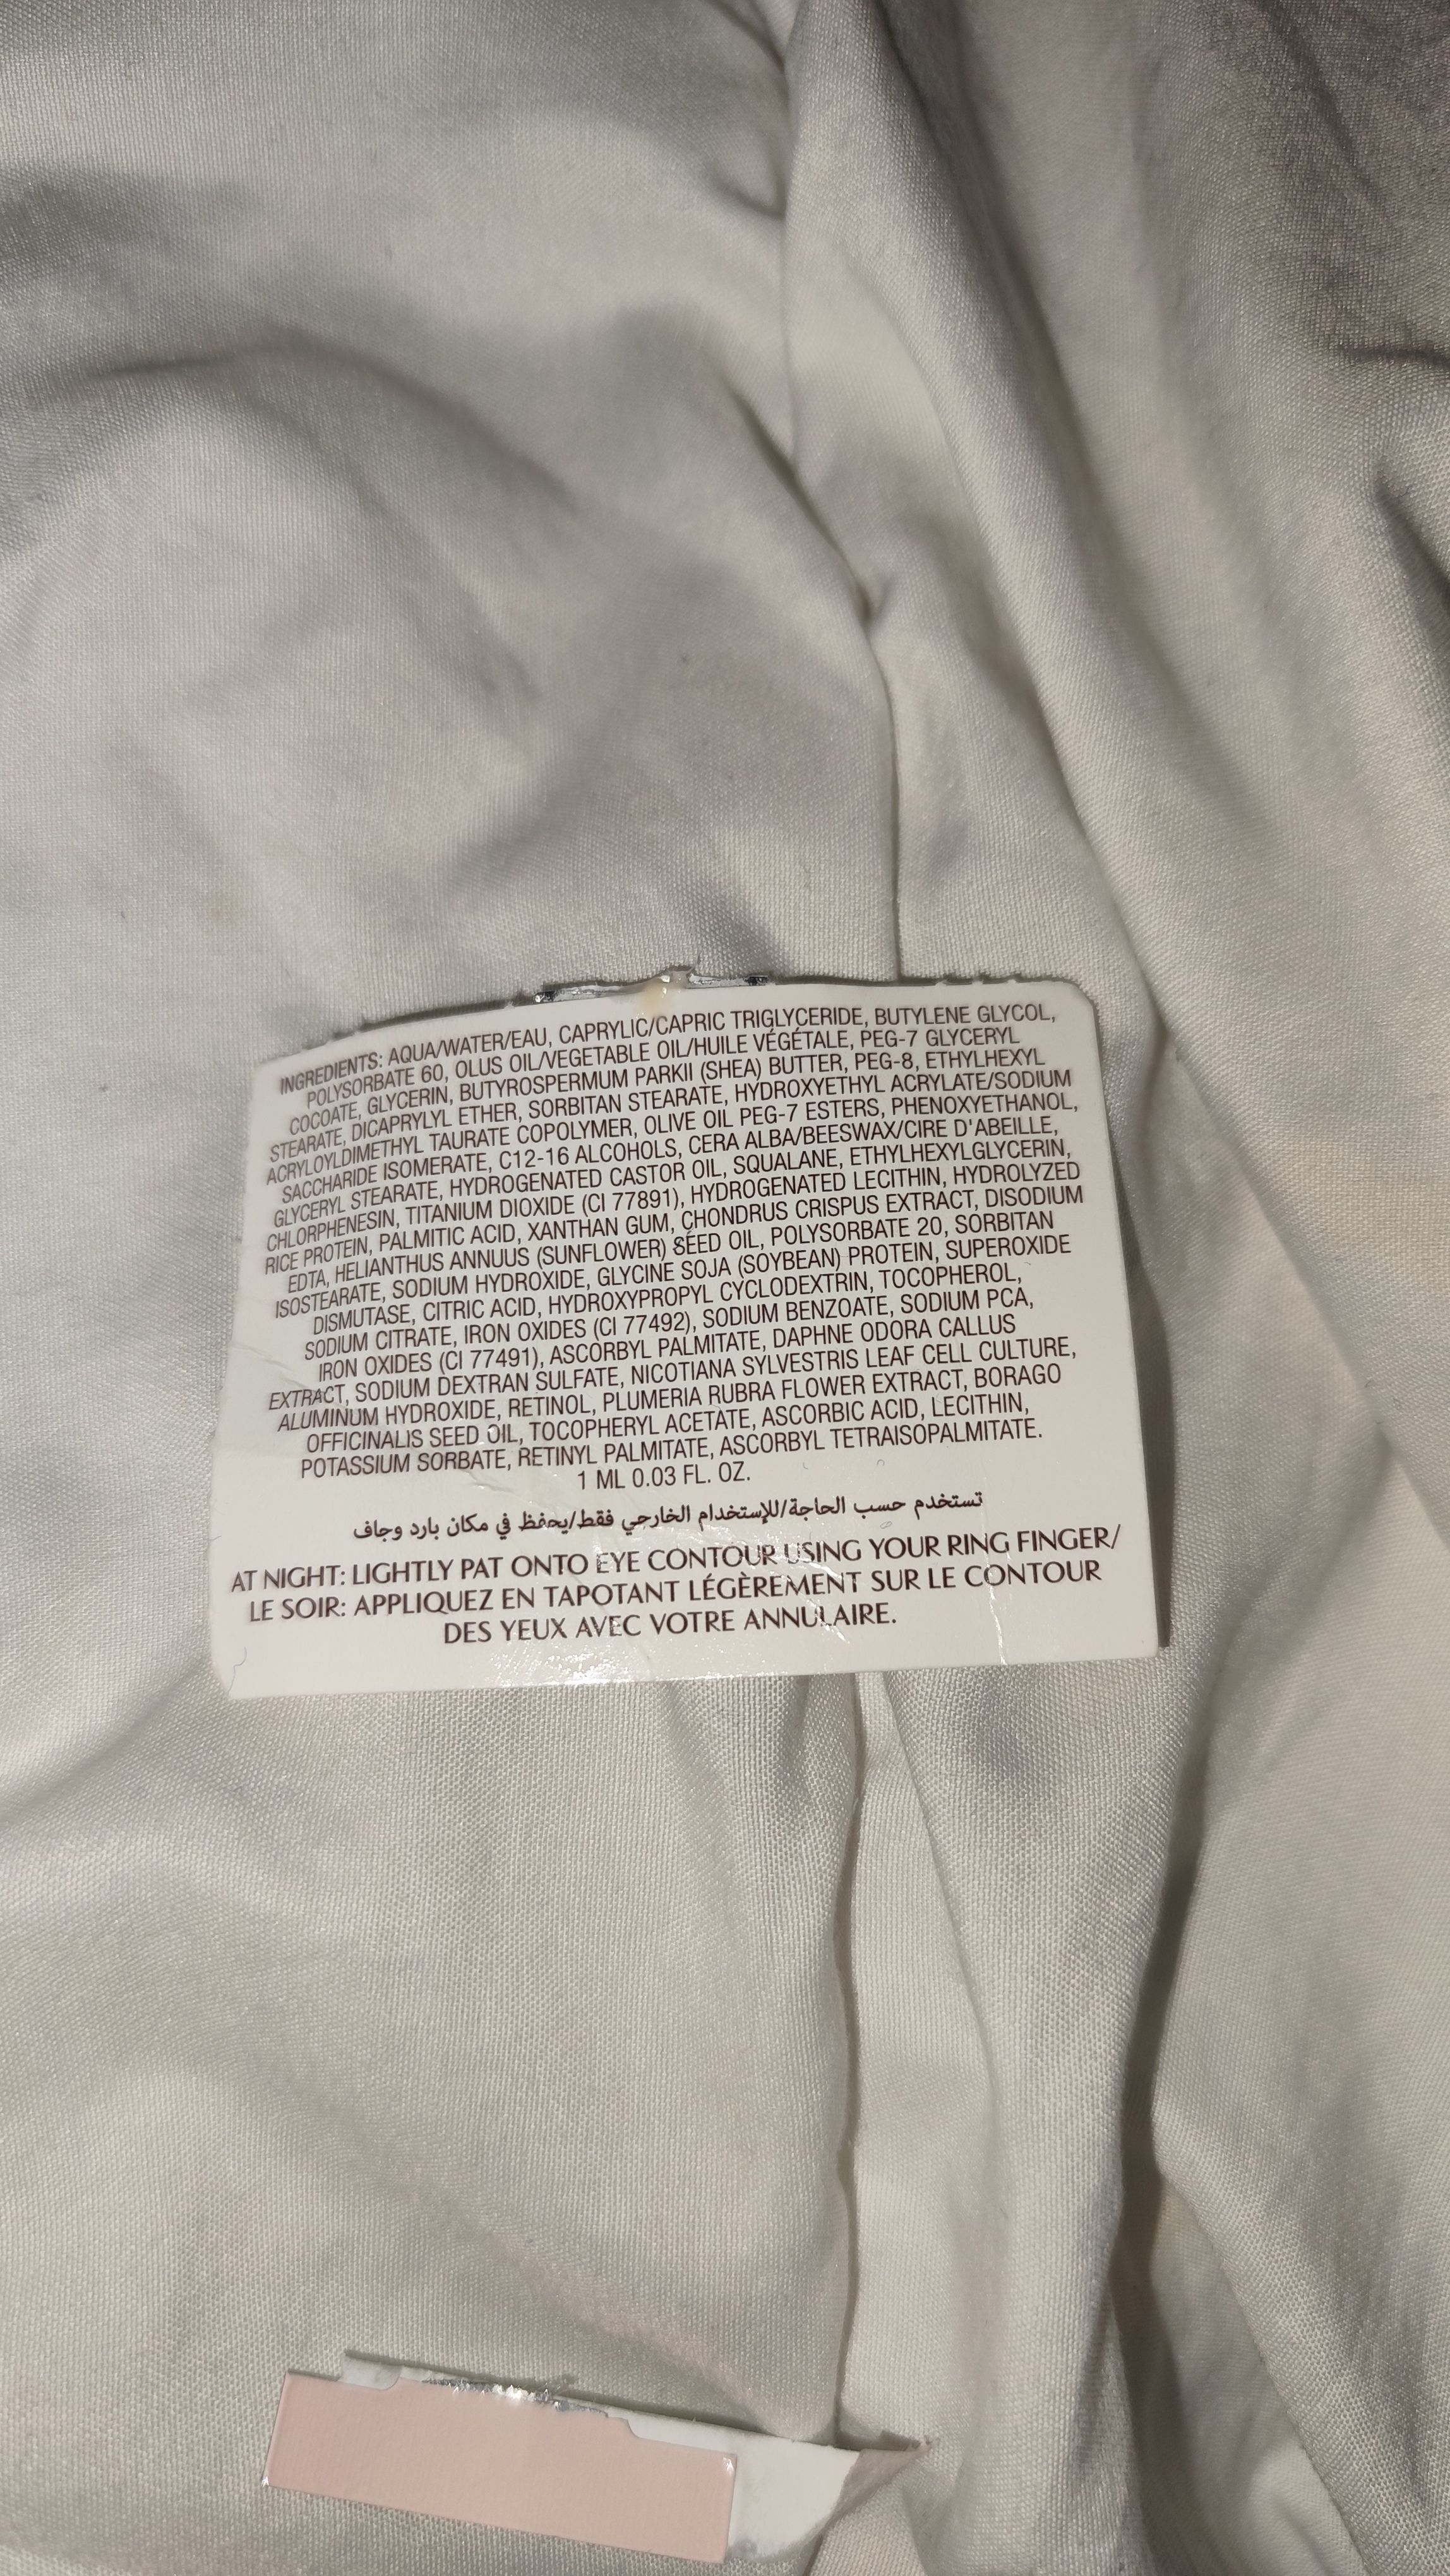 INGREDIENTS: AQUA/WATER/EAU, CAPRYLIC/CAPRIC TRIGLYCERIDE, BUTYLENE GLYCOL,
POLYSORBATE 60, OLUS OIL/VEGETABLE OIL/HUILE VÉGÉTALE, PEG-7 GLYCERYL
COCOATE, GLYCERIN, BUTYROSPERMUM PARKII (SHEA) BUTTER, PEG-8, ETHYLHEXYL
STEARATE, DICAPRYLYL ETHER, SORBITAN STEARATE, HYDROXYETHYL ACRYLATE/SODIUM
ACRYLOYLDIMETHYL TAURATE COPOLYMER, OLIVE OIL PEG-7 ESTERS, PHENOXYETHANOL,
SACCHARIDE ISOMERATE, C12-16 ALCOHOLS, CERA ALBA/BEESWAX/CIRE D'ABEILLE,
GLYCERYL STEARATE, HYDROGENATED CASTOR OIL, SQUALANE, ETHYLHEXYLGLYCERIN,
CHLORPHENESIN, TITANIUM DIOXIDE (CI 77891), HYDROGENATED LECITHIN, HYDROLYZED
RICE PROTEIN, PALMITIC ACID, XANTHAN GUM, CHONDRUS CRISPUS EXTRACT, DISODIUM
EDTA, HELIANTHUS ANNUUS (SUNFLOWER) SEED OIL, POLYSORBATE 20, SORBITAN
ISOSTEARATE, SODIUM HYDROXIDE, GLYCINE SOJA (SOYBEAN) PROTEIN, SUPEROXIDE
DISMUTASE, CITRIC ACID, HYDROXYPROPYL CYCLODEXTRIN, TOCOPHEROL,
SODIUM CITRATE, IRON OXIDES (CI 77492), SODIUM BENZOATE, SODIUM PCA,
IRON OXIDES (CI 77491), ASCORBYL PALMITATE, DAPHNE ODORA CALLUS
EXTRACT, SODIUM DEXTRAN SULFATE, NICOTIANA SYLVESTRIS LEAF CELL CULTURE,
ALUMINUM HYDROXIDE, RETINOL, PLUMERIA RUBRA FLOWER EXTRACT, BORAGO
OFFICINALIS SEED OIL, TOCOPHERYL ACETATE, ASCORBIC ACID, LECITHIN,
POTASSIUM SORBATE, RETINYL PALMITATE, ASCORBYL TETRAISOPALMITATE.
1 ML 0.03 FL. OZ.
تستخدم حسب الحاجة/للإستخدام الخارجي فقط/يحفظ في مكان بارد وجاف
AT NIGHT: LIGHTLY PAT ONTO EYE CONTOUR USING YOUR RING FINGER/
LE SOIR: APPLIQUEZ EN TAPOTANT LÉGÈREMENT SUR LE CONTOUR
DES YEUX AVEC VOTRE ANNULAIRE.